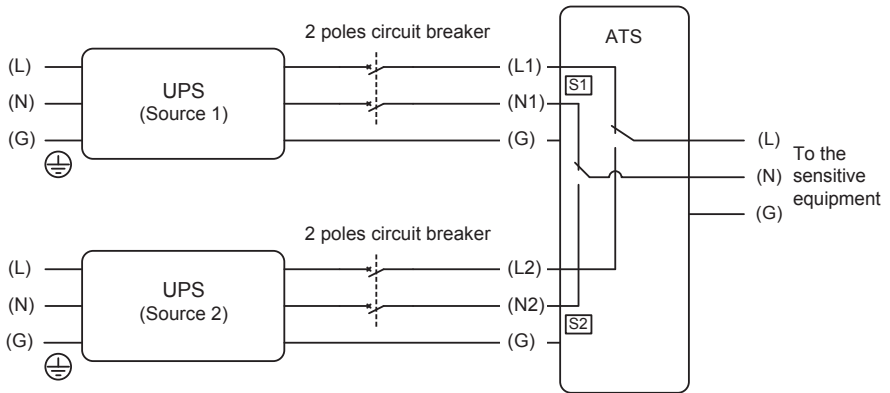 2 poles circuit breaker
ATS
(L)
(L1)
UPS
(Source 1)
S1
(N)
(N1)
(G)
(G)
(L)
To the
sensitive
equipment
(N)
(G)
2 poles circuit breaker
(L)
(L2)
UPS
(Source 2)
(N)
(N2)
S2
(G)
(G)